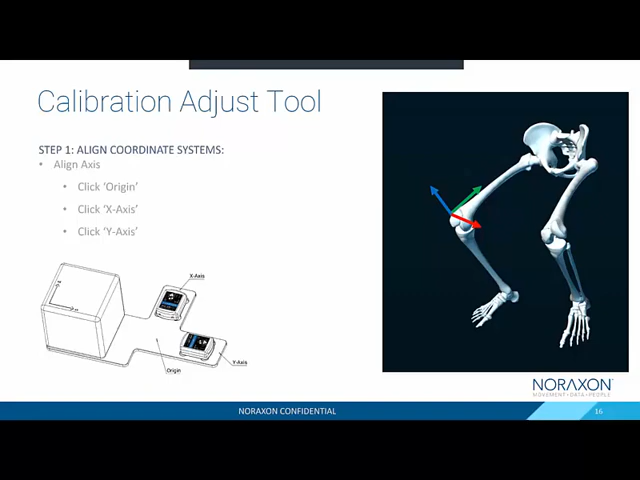 Calibration Adjust Tool
STEP 1: ALIGN COORDINATE SYSTEMS:
• Align Axis
• Click ‘Origin’
• Click ‘X-Axis’
• Click ‘Y-Axis’
X-Axis
Y-Axis
Origin
NORAXON
MOVEMENT • DATA • PEOPLE
NORAXON CONFIDENTIAL
16